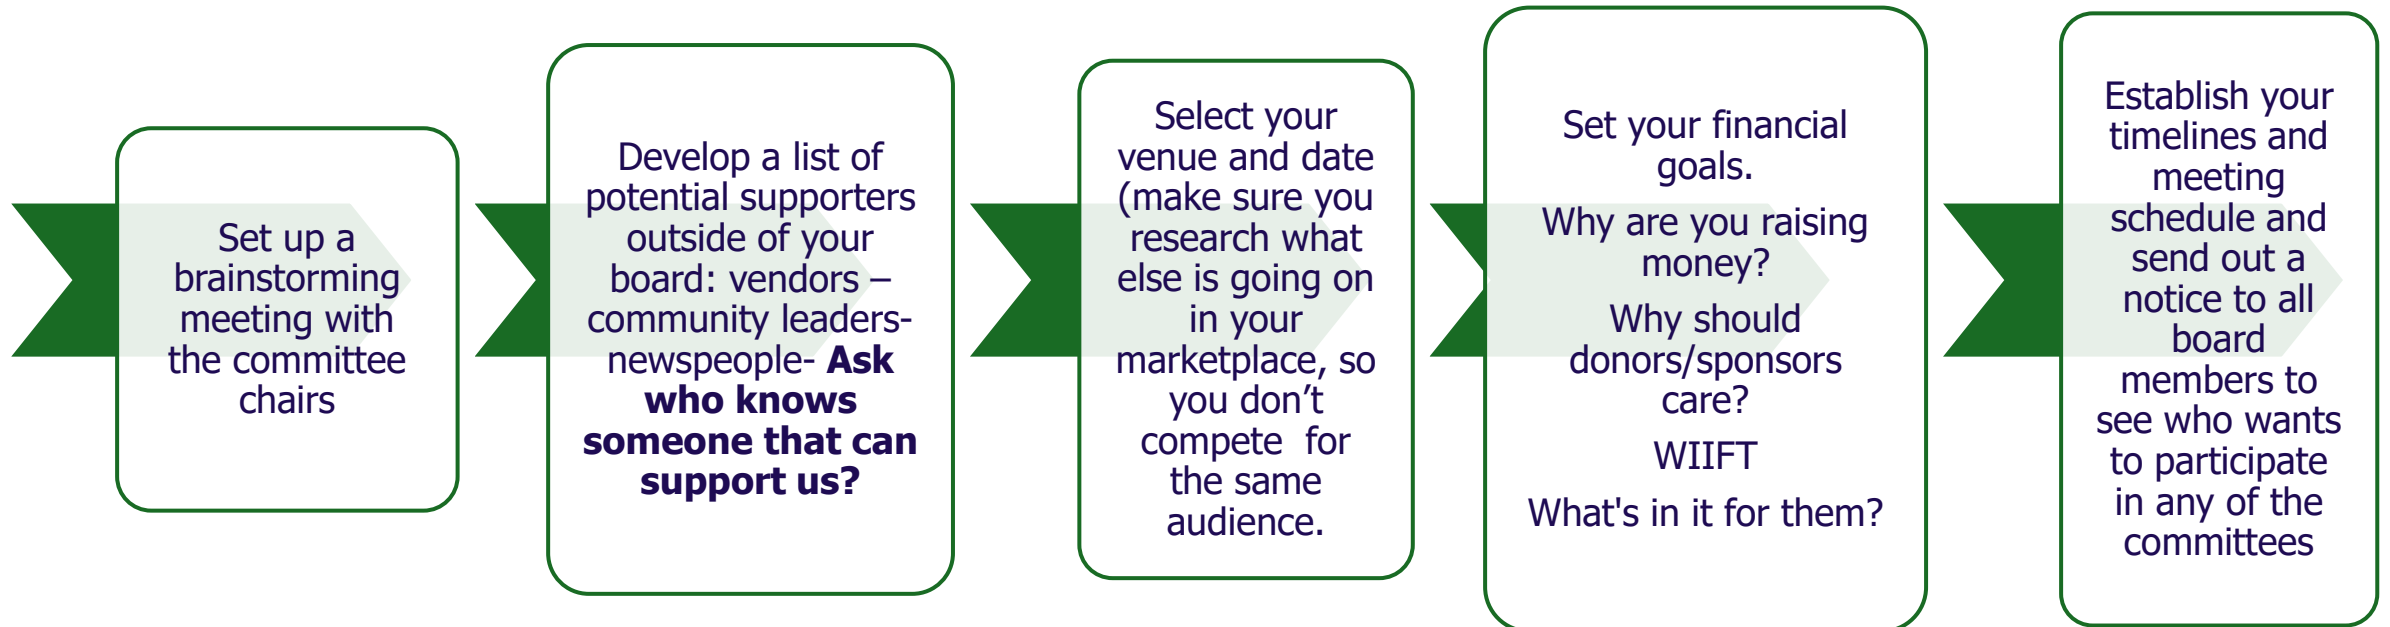 Set up a
brainstorming
meeting with
the committee
chairs
Develop a list of
potential supporters
outside of your
board: vendors –
community leaders-
newspeople- Ask
who knows
someone that can
support us?
Select your
venue and date
(make sure you
research what
else is going on
in your
marketplace, so
you don’t
compete  for
the same
audience.
Set your financial
goals.
Why are you raising
money?
Why should
donors/sponsors
care?
WIIFT
What's in it for them?
Establish your
timelines and
meeting
schedule and
send out a
notice to all
board
members to
see who wants
to participate
in any of the
committees